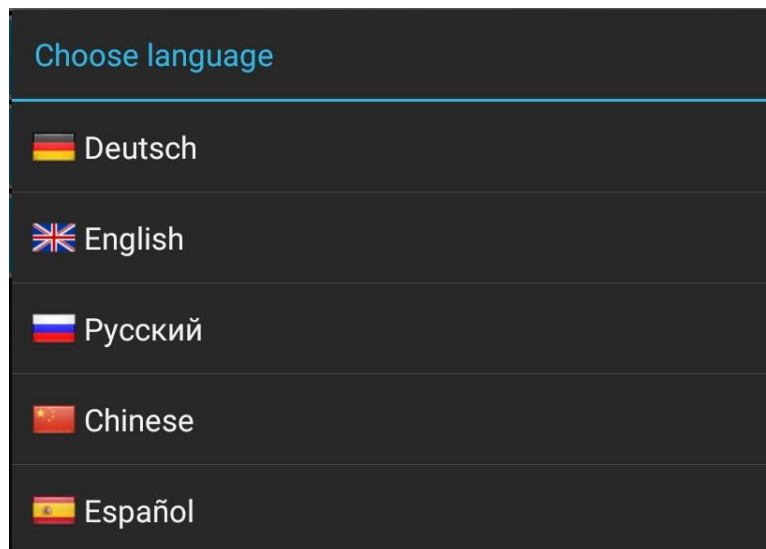 Choose language
Deutsch
English
Русский
Chinese
Español